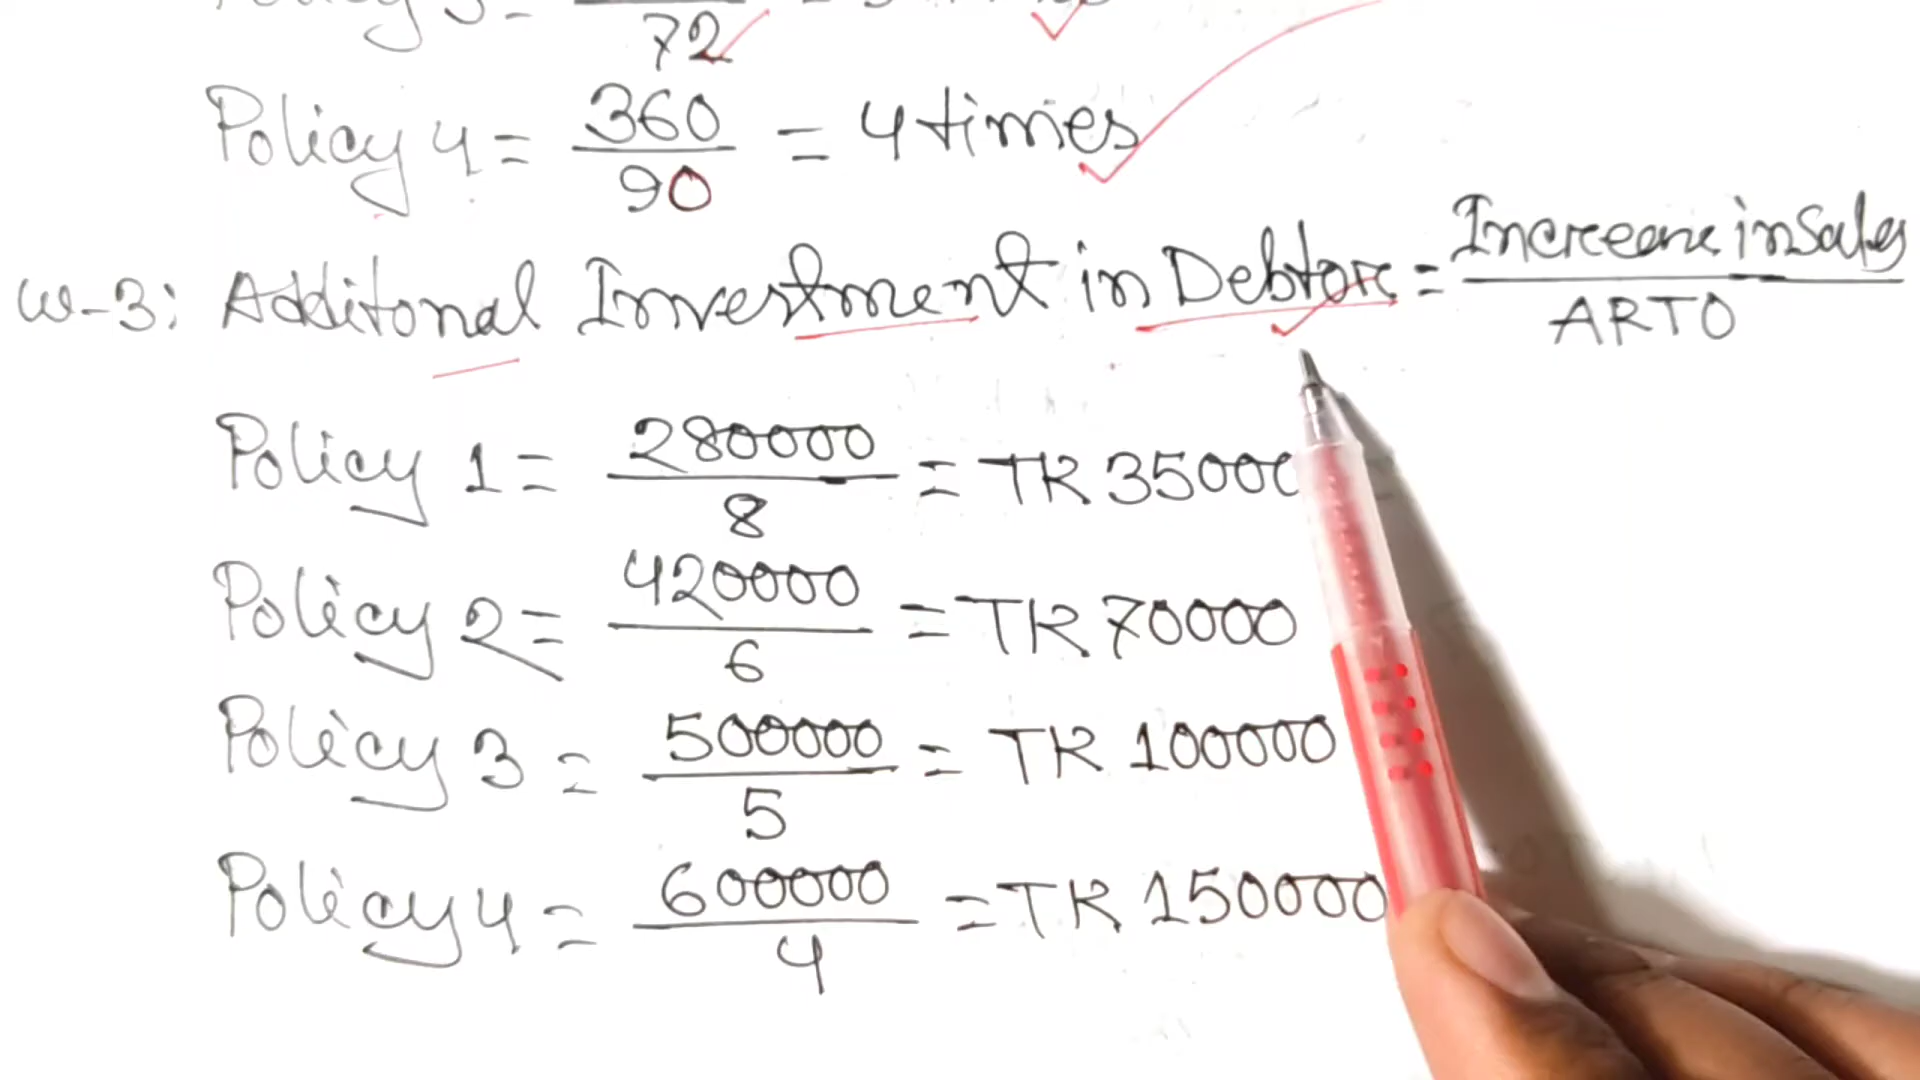 Policy
72
Policy 4 = 360/90 = 4 times
W-3: Additonal Investment in Debtor = Increase in Sales/ARTO
Policy 1 = 280000/8 = TK 35000
Policy 2 = 420000/6 = TK 70000
Policy 3 = 500000/5 = TK 100000
Policy 4 = 600000/4 = TK 150000